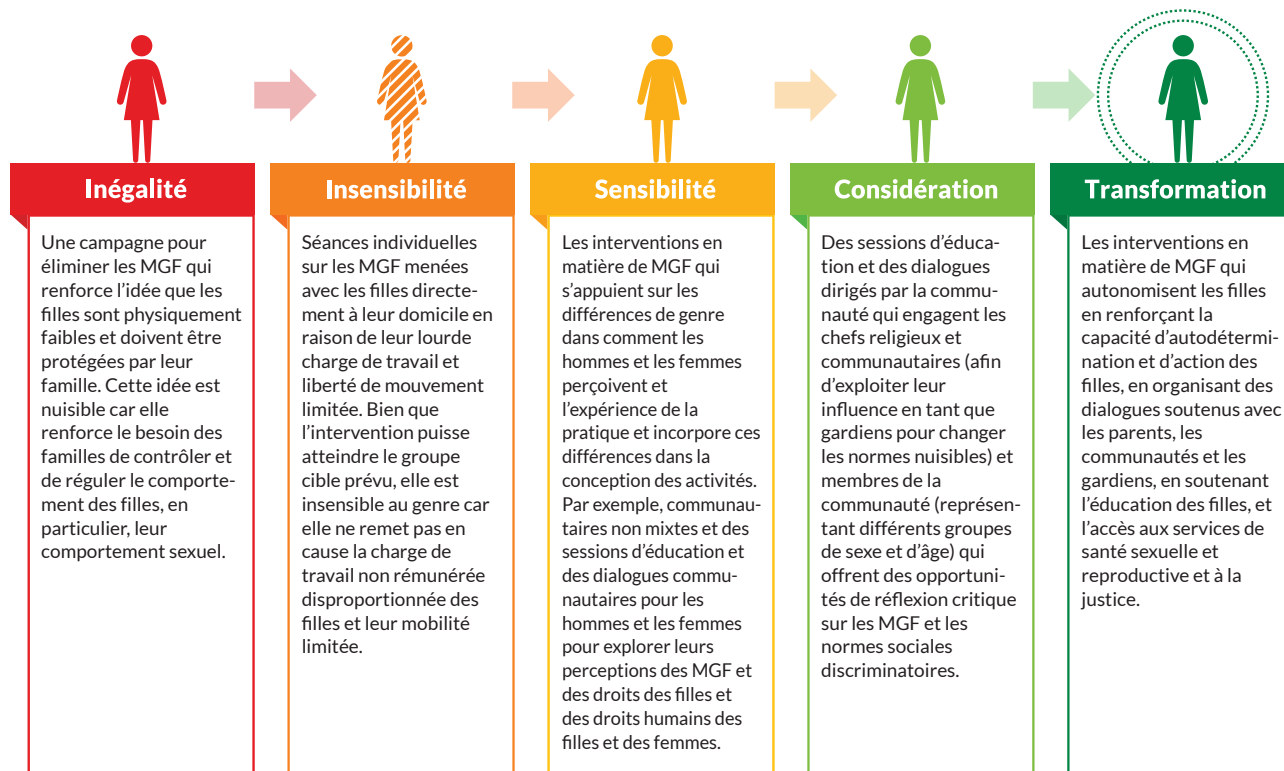 Inégalité
Une campagne pour
éliminer les MGF qui
renforce l’idée que les
filles sont physiquement
faibles et doivent être
protégées par leur
famille. Cette idée est
nuisible car elle
renforce le besoin des
familles de contrôler et
de réguler le comporte-
ment des filles, en
particulier, leur
comportement sexuel.
Insensibilité
Séances individuelles
sur les MGF menées
avec les filles directe-
ment à leur domicile en
raison de leur lourde
charge de travail et
liberté de mouvement
limitée. Bien que
l’intervention puisse
atteindre le groupe
cible prévu, elle est
insensible au genre car
elle ne remet pas en
cause la charge de
travail non rémunérée
disproportionnée des
filles et leur mobilité
limitée.
Sensibilité
Les interventions en
matière de MGF qui
s’appuient sur les
différences de genre
dans comment les
hommes et les femmes
perçoivent et
l’expérience de la
pratique et incorpore ces
différences dans la
conception des activités.
Par exemple, communau-
taires non mixtes et des
sessions d’éducation et
des dialogues commu-
nautaires pour les
hommes et les femmes
pour explorer leurs
perceptions des MGF et
des droits des filles et
des droits humains des
filles et des femmes.
Considération
Des sessions d’éduca-
tion et des dialogues
dirigés par la commu-
nauté qui engagent les
chefs religieux et
communautaires (afin
d’exploiter leur
influence en tant que
gardiens pour changer
les normes nuisibles) et
membres de la
communauté (représen-
tant différents groupes
de sexe et d’âge) qui
offrent des opportuni-
tés de réflexion critique
sur les MGF et les
normes sociales
discriminatoires.
Transformation
Les interventions en
matière de MGF qui
autonomisent les filles
en renforçant la
capacité d’autodétermi-
nation et d’action des
filles, en organisant des
dialogues soutenus avec
les parents, les
communautés et les
gardiens, en soutenant
l’éducation des filles, et
l’accès aux services de
santé sexuelle et
reproductive et à la
justice.